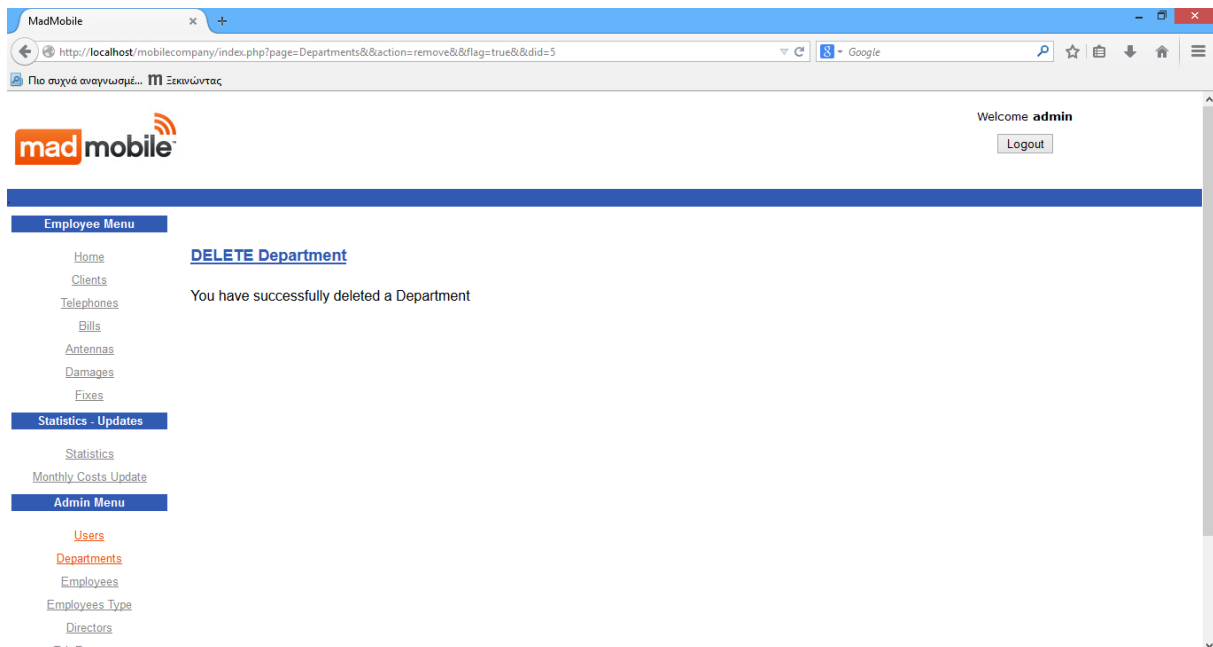 MadMobile
http://localhost/mobilecompany/index.php?page=Departments&&action=remove&&flag=true&&did=5
Google
Πιο συχνά αναγνωσμέ... Ξεκινώντας
mad mobile
Welcome admin
Logout
Employee Menu
Home
Clients
Telephones
Bills
Antennas
Damages
Fixes
Statistics - Updates
Statistics
Monthly Costs Update
Admin Menu
Users
Departments
Employees
Employees Type
Directors
DELETE Department
You have successfully deleted a Department